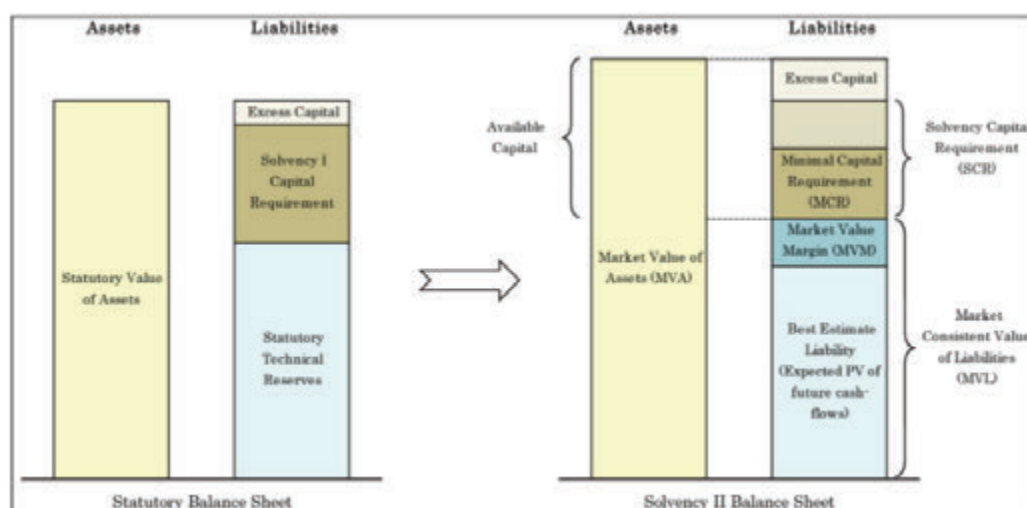 Assets
Liabilities
Assets
Liabilities
Excess Capital
Solvency I
Capital
Requirement
Statutory Value
of Assets
Statutory
Technical
Reserves
Statutory Balance Sheet
Available
Capital
Market Value of
Assets (MVA)
Excess Capital
Minimal Capital
Requirement
(MCR)
Market Value
Margin (MVM)
Best Estimate
Liability
(Expected PV of
future cash-
flows)
Solvency Capital
Requirement
(SCR)
Market
Consistent Value
of Liabilities
(MVL)
Solvency II Balance Sheet